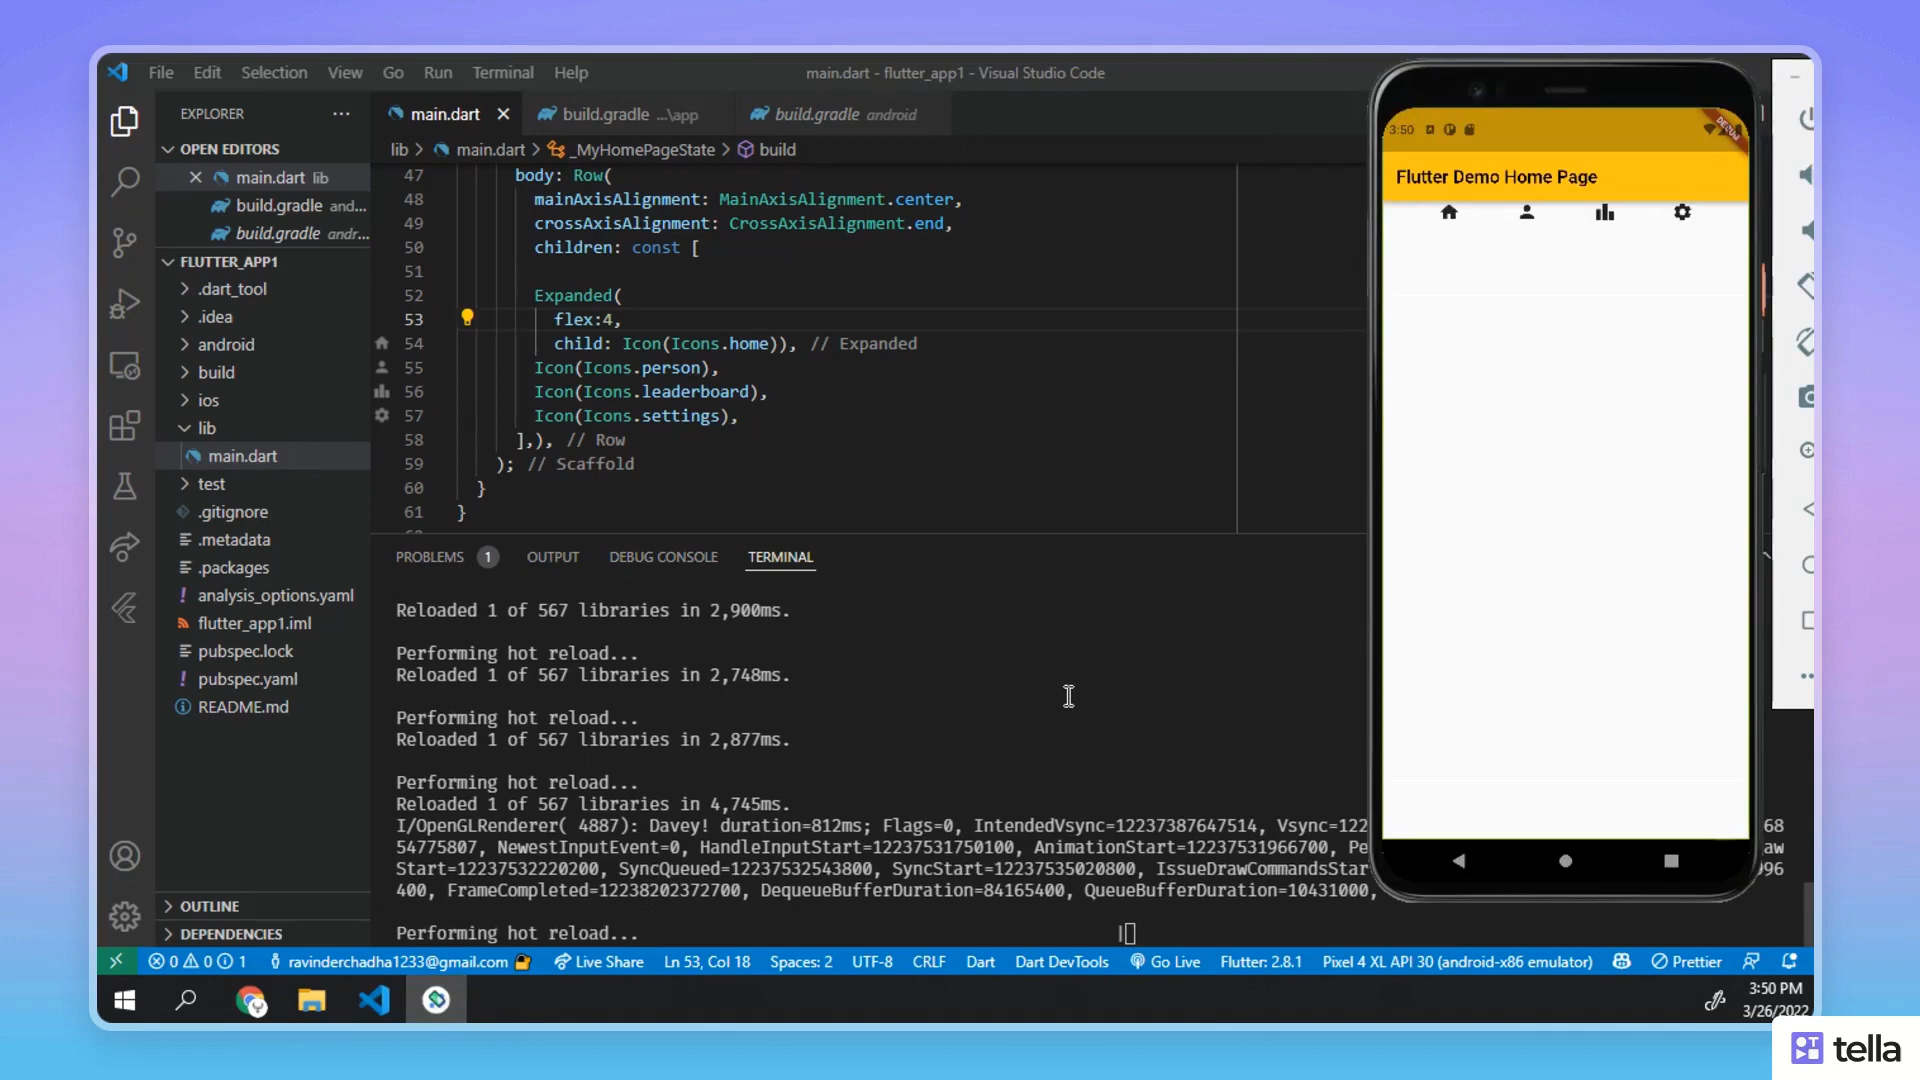 File Edit Selection View Go Run Terminal Help
main.dart - flutter_app1 - Visual Studio Code
EXPLORER
OPEN EDITORS
main.dart lib
build.gradle and...
build.gradle andr...
FLUTTER_APP1
.dart_tool
.idea
android
build
ios
lib
main.dart
test
.gitignore
.metadata
.packages
analysis_options.yaml
flutter_app1.iml
pubspec.lock
pubspec.yaml
README.md
OUTLINE
DEPENDENCIES
main.dart build.gradle ...\app build.gradle android
lib > main.dart > _MyHomePageState > build
47 body: Row(
48 mainAxisAlignment: MainAxisAlignment.center,
49 crossAxisAlignment: CrossAxisAlignment.end,
50 children: const [
51
52 Expanded(
53 flex:4,
54 child: Icon(Icons.home)), // Expanded
55 Icon(Icons.person),
56 Icon(Icons.leaderboard),
57 Icon(Icons.settings),
58 ],), // Row
59 ); // Scaffold
60 }
61 }
PROBLEMS 1 OUTPUT DEBUG CONSOLE TERMINAL
Reloaded 1 of 567 libraries in 2,900ms.
Performing hot reload...
Reloaded 1 of 567 libraries in 2,748ms.
Performing hot reload...
Reloaded 1 of 567 libraries in 2,877ms.
Performing hot reload...
Reloaded 1 of 567 libraries in 4,745ms.
I/OpenGLRenderer( 4887): Davey! duration=812ms; Flags=0, IntendedVsync=12237387647514, Vsync=122 68
54775807, NewestInputEvent=0, HandleInputStart=12237531750100, AnimationStart=12237531966700, Pe aw
Start=12237532220200, SyncQueued=12237532543800, SyncStart=12237535020800, IssueDrawCommandsStar 996
400, FrameCompleted=12238202372700, DequeueBufferDuration=84165400, QueueBufferDuration=10431000,
Performing hot reload...
3:50
DEBUG
Flutter Demo Home Page
0 0 1 ravinderchadha1233@gmail.com Live Share Ln 53, Col 18 Spaces: 2 UTF-8 CRLF Dart Dart DevTools Go Live Flutter: 2.8.1 Pixel 4 XL API 30 (android-x86 emulator) Prettier
3:50 PM
3/26/2022
tella